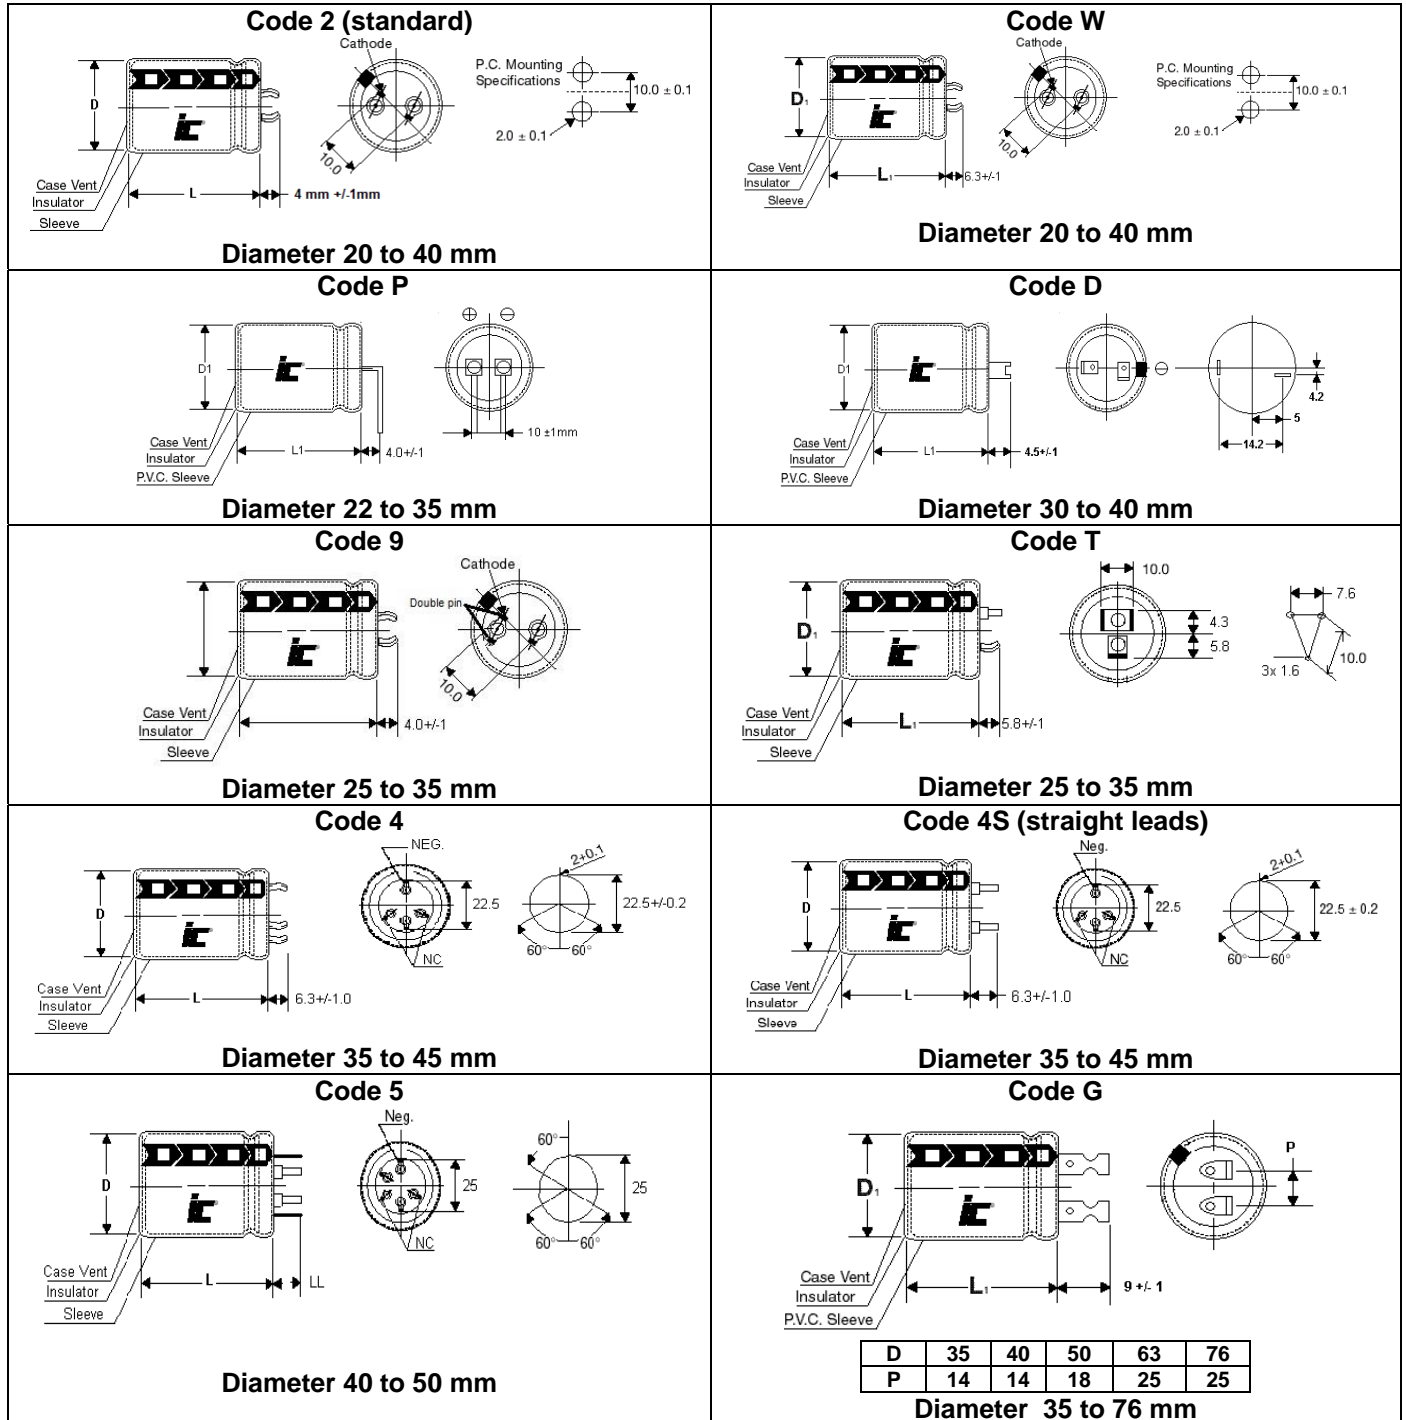 Code 2 (standard)
Cathode
P.C. Mounting
Specifications
10.0 ± 0.1
2.0 ± 0.1
D
ic
10.0
Case Vent
Insulator
Sleeve
L
4 mm +/-1mm
Diameter 20 to 40 mm
Code W
Cathode
P.C. Mounting
Specifications
10.0 ± 0.1
2.0 ± 0.1
D1
ic
10.0
Case Vent
Insulator
Sleeve
L1
6.3+/-1
Diameter 20 to 40 mm
Code P
D1
ic
10 ±1mm
Case Vent
Insulator
P.V.C. Sleeve
L1
4.0+/-1
Diameter 22 to 35 mm
Code D
D1
ic
4.2
5
14.2
Case Vent
Insulator
P.V.C. Sleeve
L1
4.5+/-1
Diameter 30 to 40 mm
Code 9
Cathode
Double pin
ic
10.0
Case Vent
Insulator
Sleeve
4.0+/-1
Diameter 25 to 35 mm
Code T
10.0
7.6
4.3
5.8
10.0
3x 1.6
D1
ic
Case Vent
Insulator
Sleeve
L1
5.8+/-1
Diameter 25 to 35 mm
Code 4
NEG.
2+0.1
D
22.5
22.5+/-0.2
ic
60° 60°
NC
Case Vent
Insulator
Sleeve
L
6.3+/-1.0
Diameter 35 to 45 mm
Code 4S (straight leads)
Neg.
2+0.1
D
22.5
22.5 ± 0.2
ic
60° 60°
NC
Case Vent
Insulator
Sleeve
L
6.3+/-1.0
Diameter 35 to 45 mm
Code 5
Neg.
60°
D
25
25
ic
60° 60°
NC
Case Vent
Insulator
Sleeve
L
LL
Diameter 40 to 50 mm
Code G
P
D1
ic
Case Vent
Insulator
P.V.C. Sleeve
L1
9 +/- 1
D 35 40 50 63 76
P 14 14 18 25 25
Diameter 35 to 76 mm